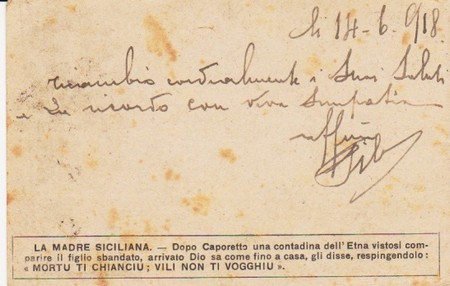 li 14-6-918
ricambio cordialmente i Suoi Saluti
e La ricordo con viva Simpatia
LA MADRE SICILIANA. — Dopo Caporetto una contadina dell'Etna vistosi com-
parire il figlio sbandato, arrivato Dio sa come fino a casa, gli disse, respingendolo:
« MORTU TI CHIANCIU; VILI NON TI VOGGHIU ».